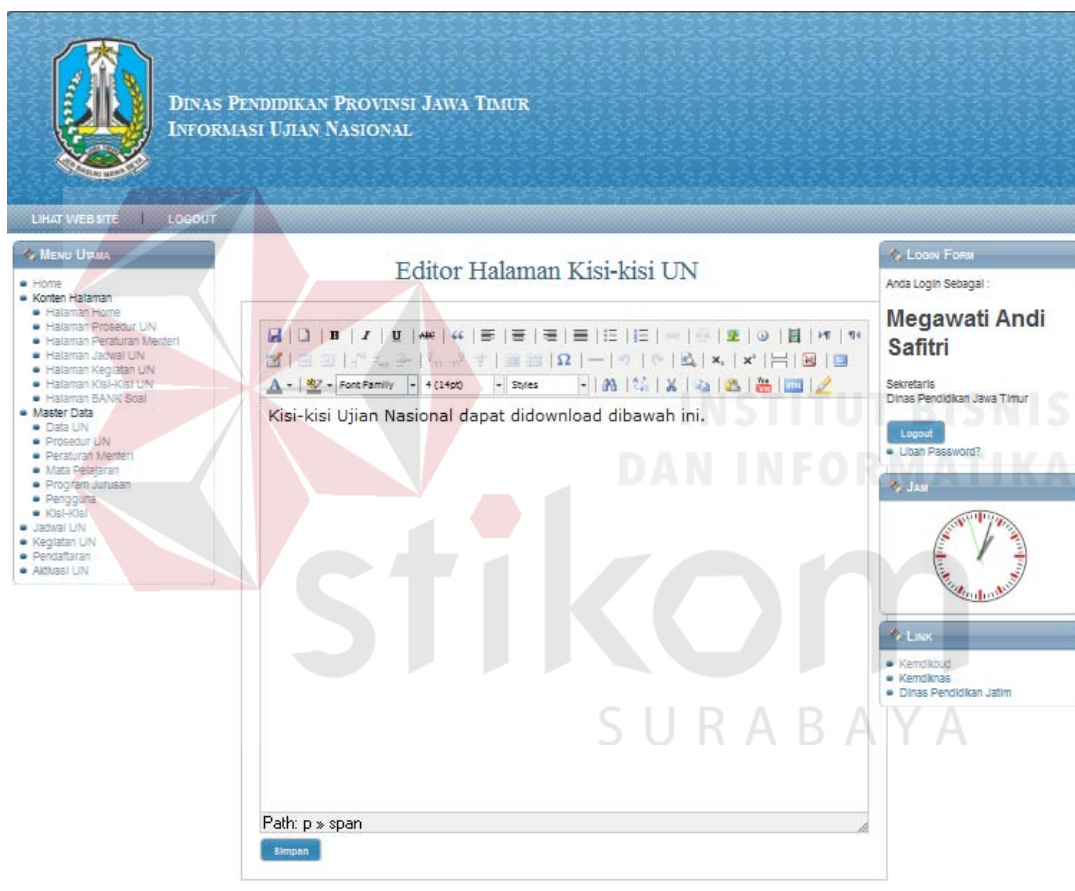 DINAS PENDIDIKAN PROVINSI JAWA TIMUR
INFORMASI UJIAN NASIONAL
JER BASUKI MAWA BEYA
LIHAT WEBSITE | LOGOUT
MENU UTAMA
Home
Konten Halaman
Halaman Home
Halaman Prosedur UN
Halaman Peraturan Menteri
Halaman Jadwal UN
Halaman Kegiatan UN
Halaman Kisi-Kisi UN
Halaman BANK Soal
Master Data
Data UN
Prosedur UN
Peraturan Menteri
Mata Pelajaran
Program Jurusan
Pengguna
Kisi-Kisi
Jadwal UN
Kegiatan UN
Pendaftaran
Aktivasi UN
Editor Halaman Kisi-kisi UN
B I U ABC
Font Family 4 (14pt) Styles
Kisi-kisi Ujian Nasional dapat didownload dibawah ini.
Path: p » span
Simpan
LOGIN FORM
Anda Login Sebagai :
Megawati Andi
Safitri
Sekretaris
Dinas Pendidikan Jawa Timur
Logout
Ubah Password?
JAM
LINK
Kemdikbud
Kemdiknas
Dinas Pendidikan Jatim
INSTITUT BISNIS
DAN INFORMATIKA
stikom
SURABAYA